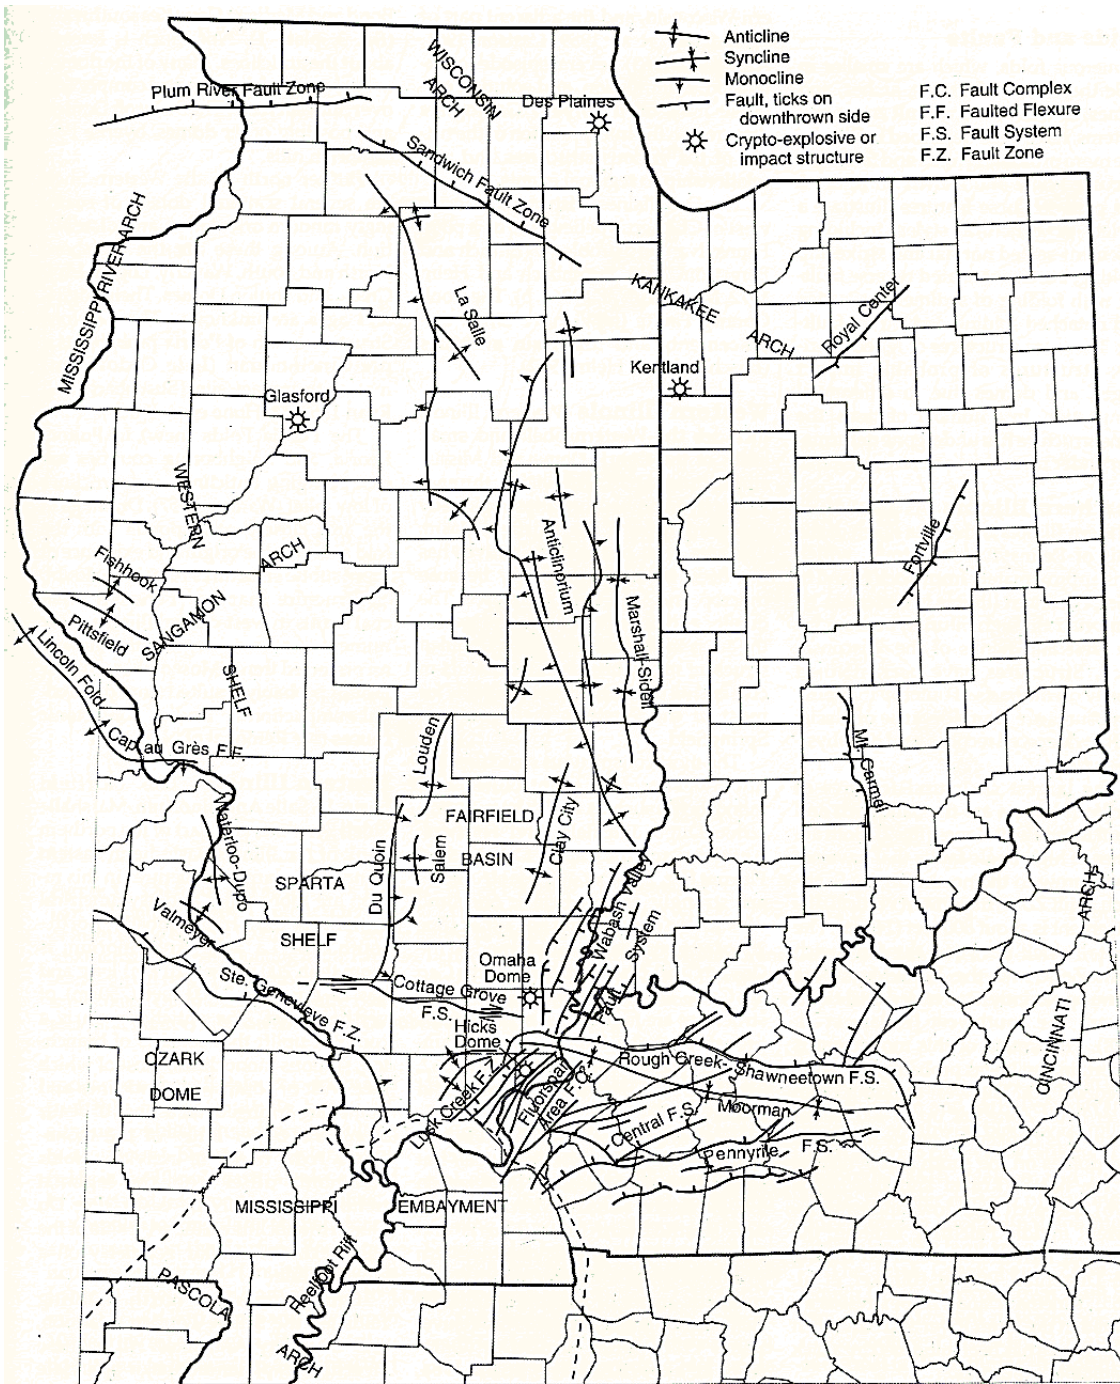 Anticline
Syncline
Monocline
Fault, ticks on
downthrown side
Crypto-explosive or
impact structure
F.C. Fault Complex
F.F. Faulted Flexure
F.S. Fault System
F.Z. Fault Zone
WISCONSIN
ARCH
Plum River Fault Zone
Des Plaines
Sandwich Fault Zone
MISSISSIPPI RIVER ARCH
La Salle
KANKAKEE
ARCH
Royal Center
Kentland
Glasford
WESTERN
Anticlinorium
Fortville
Fishhook
ARCH
Pittsfield
SANGAMON
Marshall-Sidell
Lincoln Fold
SHELF
Cap au Grès F.F.
Louden
Mt. Carmel
Waterloo-Dupo
FAIRFIELD
BASIN
Clay City
Du Quoin
Salem
SPARTA
SHELF
Valmeyer
Wabash Valley
Fault
System
ARCH
Omaha
Dome
Ste. Genevieve F.Z.
Cottage Grove
F.S.
Hicks
Dome
CINCINNATI
OZARK
DOME
Rough Creek-Shawneetown F.S.
Lusk Creek F.Z.
Fluorspar
Area F.C.
Central F.S.
Moorman
Pennyrile F.S.
MISSISSIPPI EMBAYMENT
Reelfoot Rift
PASCOLA
ARCH